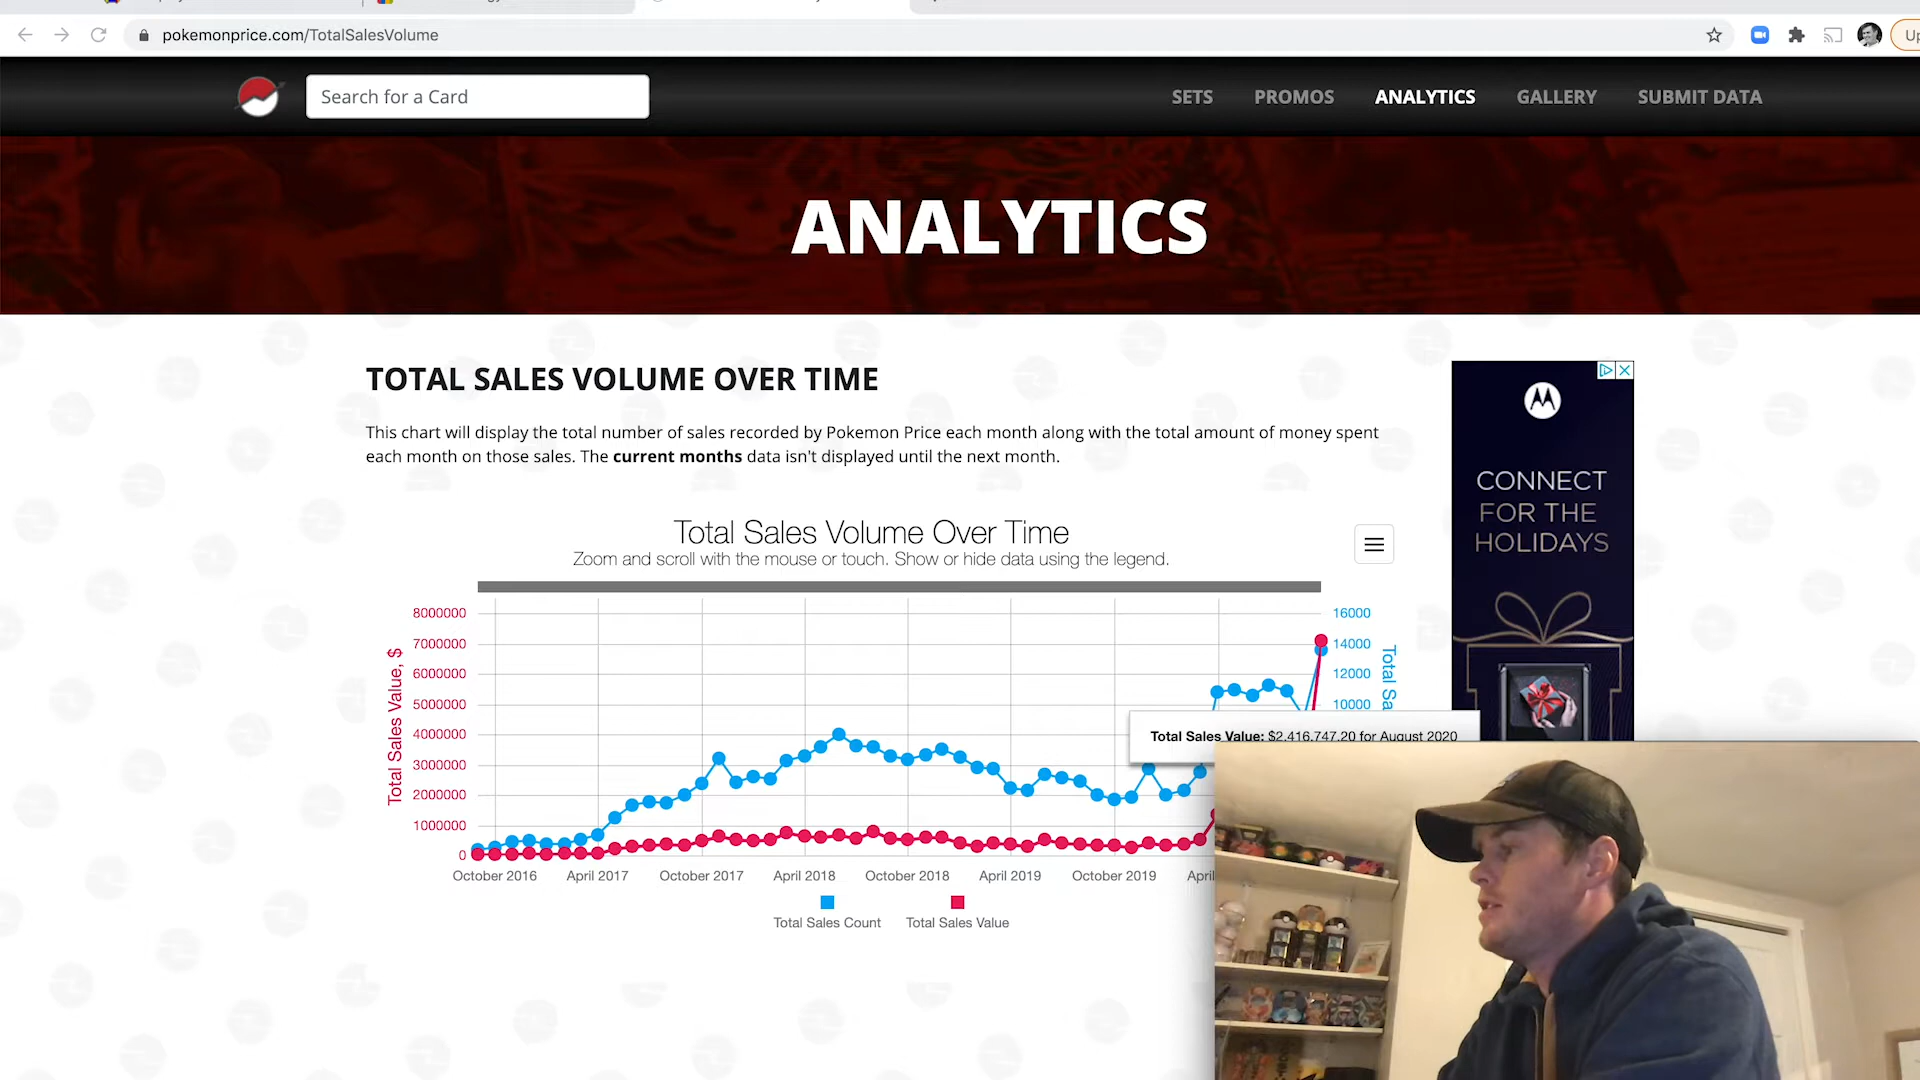 pokemonprice.com/TotalSalesVolume
Up
Search for a Card
SETS
PROMOS
ANALYTICS
GALLERY
SUBMIT DATA
ANALYTICS
TOTAL SALES VOLUME OVER TIME
This chart will display the total number of sales recorded by Pokemon Price each month along with the total amount of money spent
each month on those sales. The current months data isn't displayed until the next month.
Total Sales Volume Over Time
Zoom and scroll with the mouse or touch. Show or hide data using the legend.
Total Sales Value, $
8000000
7000000
6000000
5000000
4000000
3000000
2000000
1000000
0
16000
14000
12000
10000
Total Sa
Total Sales Value: $2,416,747.20 for August 2020
October 2016
April 2017
October 2017
April 2018
October 2018
April 2019
October 2019
April
Total Sales Count
Total Sales Value
CONNECT
FOR THE
HOLIDAYS